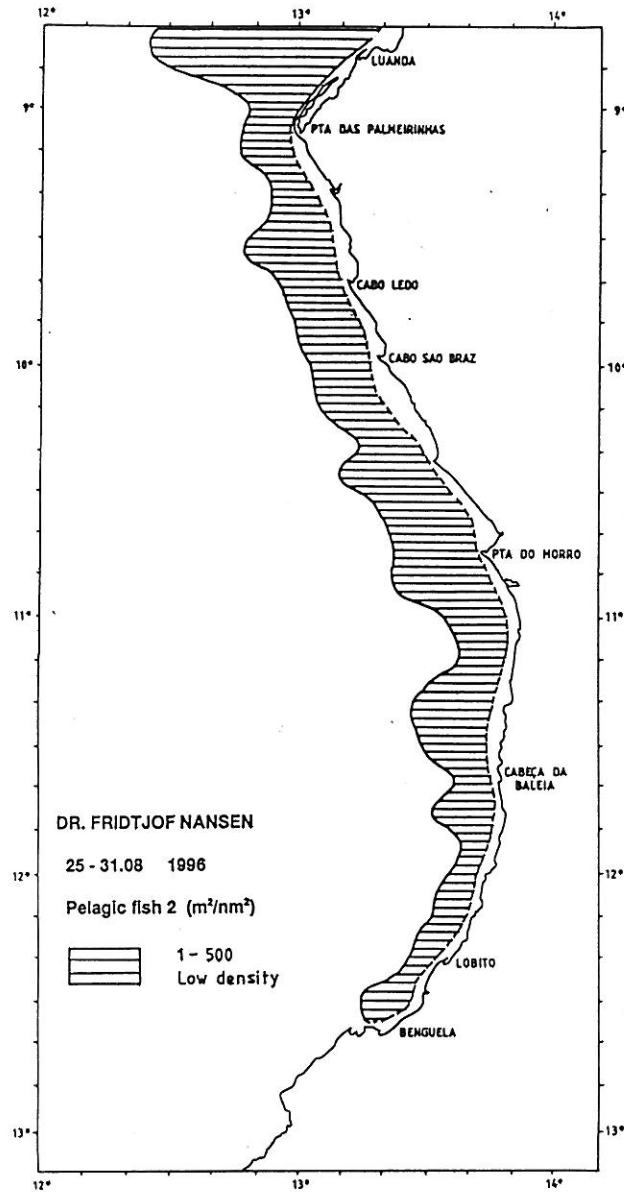 12° 13° 14°
LUANDA
9° 9°
PTA DAS PALMEIRINHAS
CABO LEDO
10° 10°
CABO SAO BRAZ
PTA DO MORRO
11° 11°
CABEÇA DA
BALEIA
DR. FRIDTJOF NANSEN
25 - 31.08 1996
12° 12°
Pelagic fish 2 (m²/nm²)
1 - 500
Low density
LOBITO
BENGUELA
13° 13°
12° 13° 14°